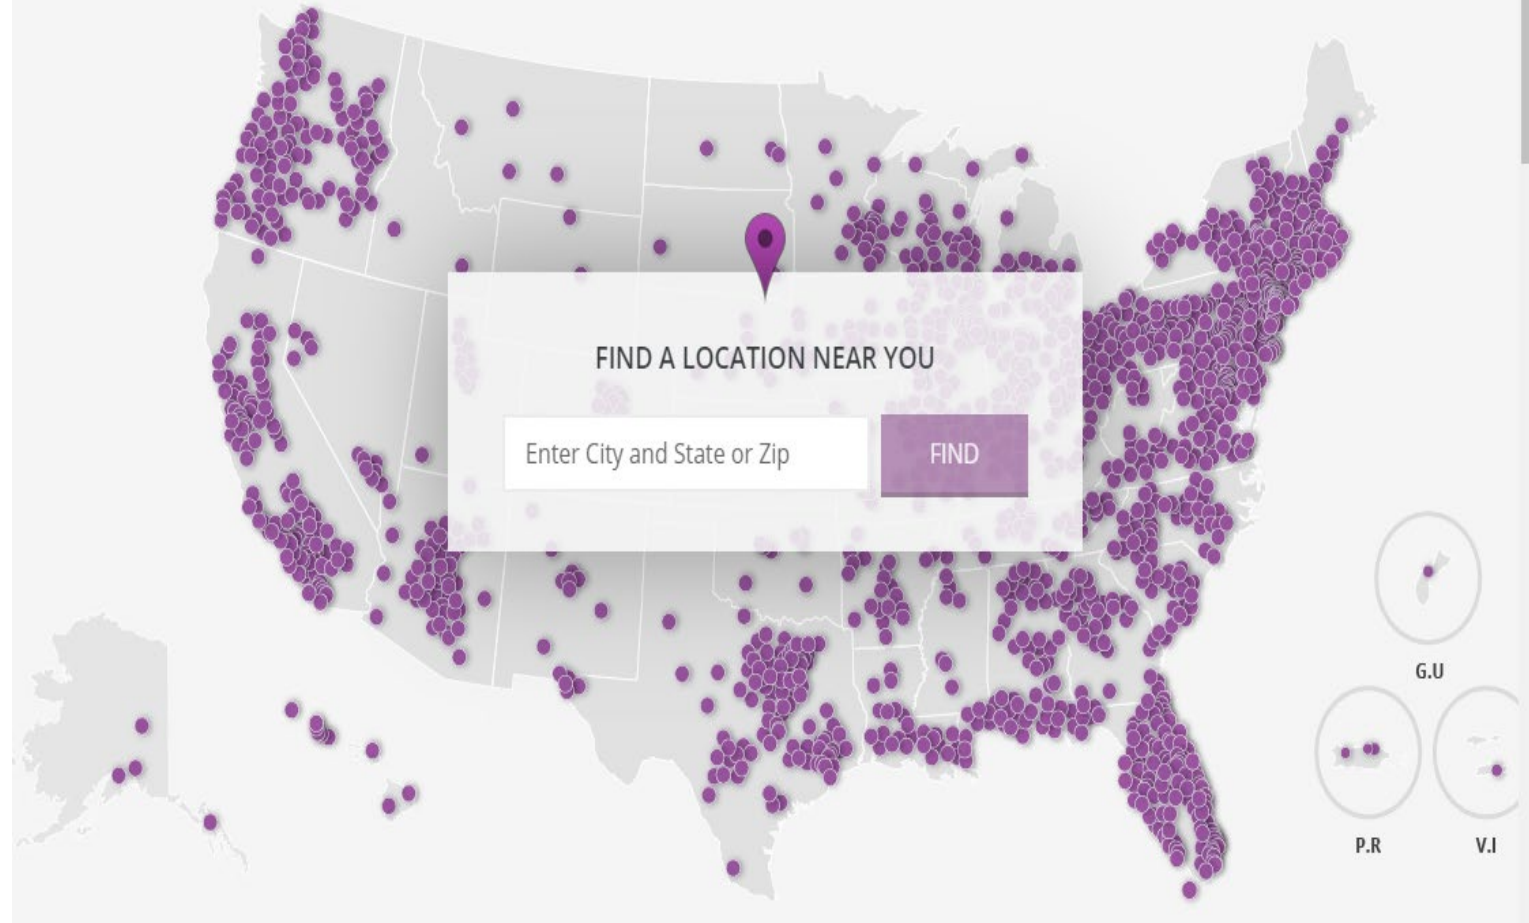 FIND A LOCATION NEAR YOU
Enter City and State or Zip
FIND
G.U
P.R
V.I